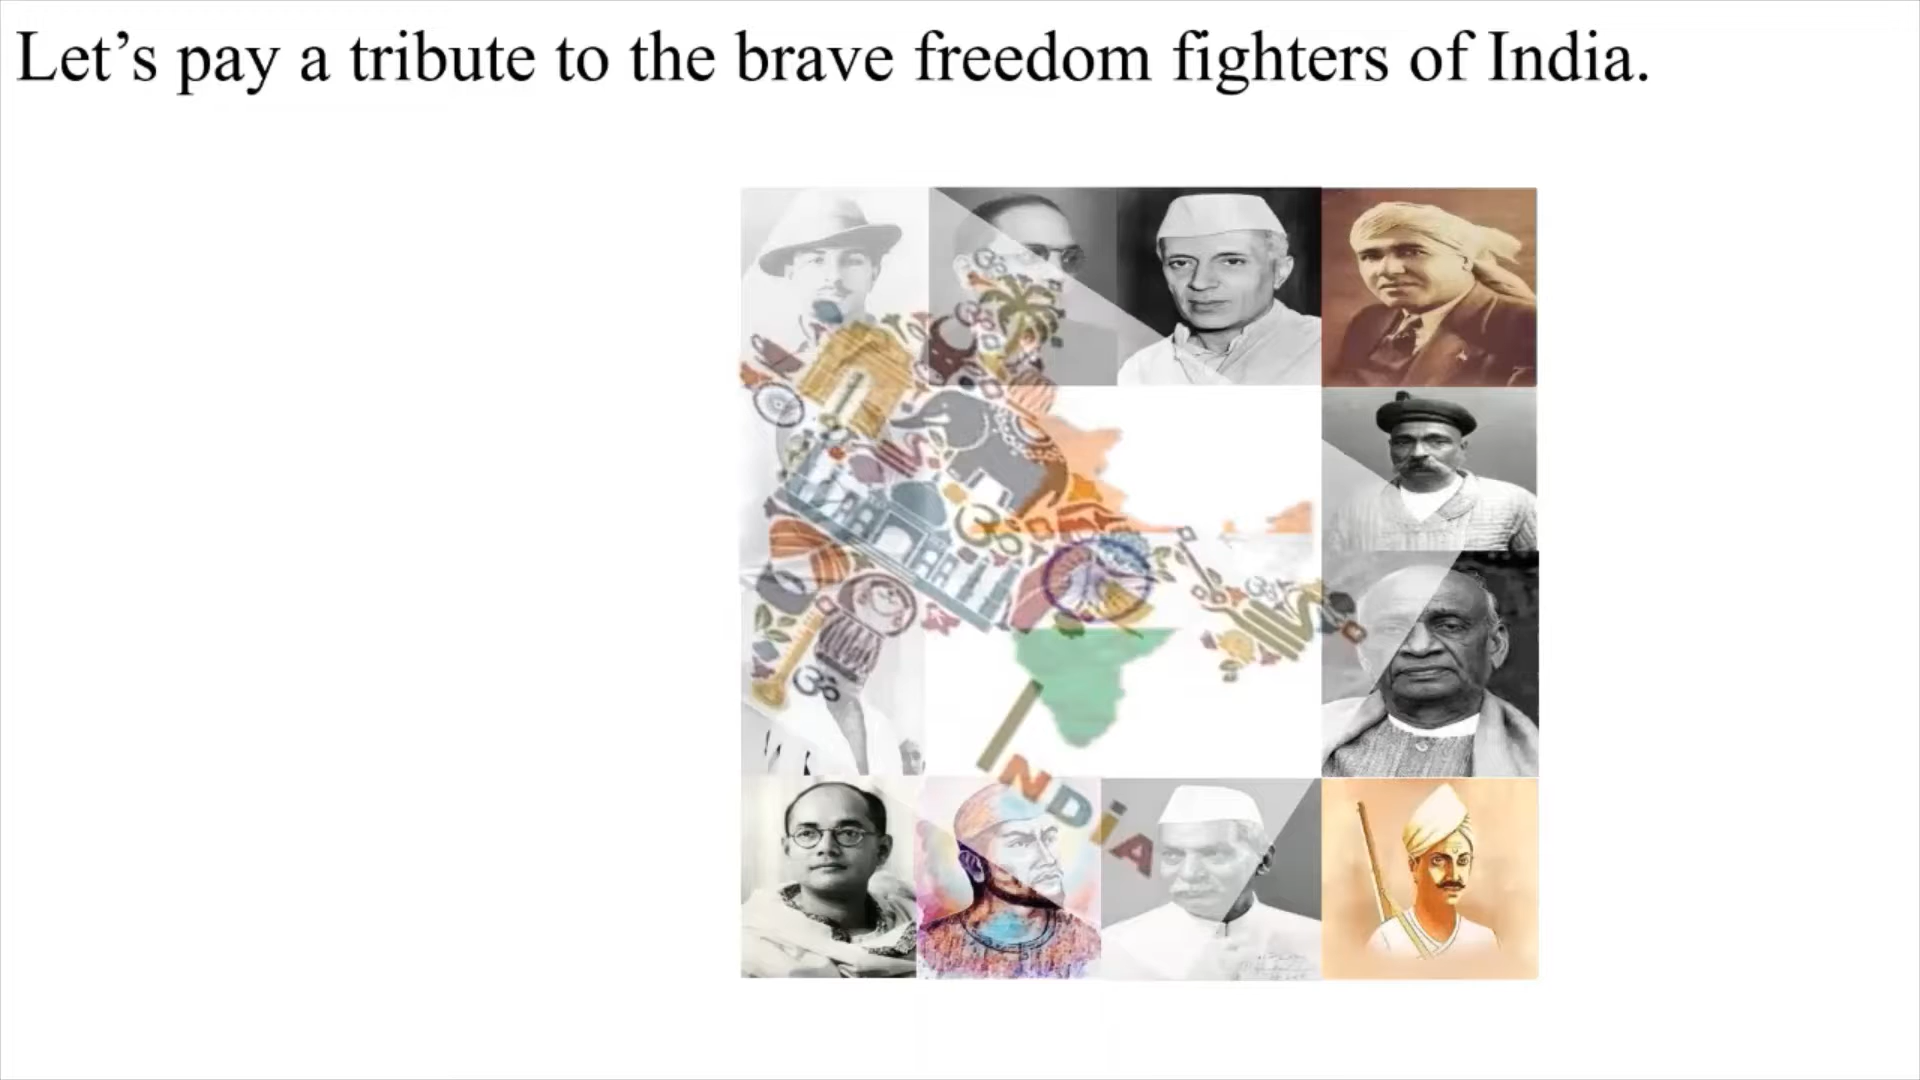 Let’s pay a tribute to the brave freedom fighters of India.
ॐ
ॐ
ॐ
ॐ
ॐ
INDiA